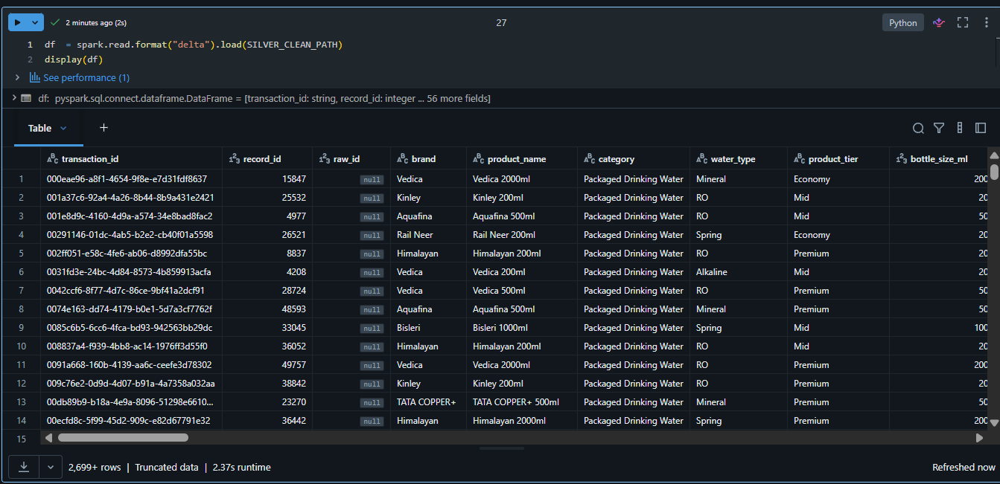 2 minutes ago (2s)
27
Python
1 df = spark.read.format("delta").load(SILVER_CLEAN_PATH)
2 display(df)
See performance (1)
df: pyspark.sql.connect.dataframe.DataFrame = [transaction_id: string, record_id: integer ... 56 more fields]
Table +
transaction_id record_id raw_id brand product_name category water_type product_tier bottle_size_ml
1 000eae96-a8f1-4654-9f8e-e7d31fdf8637 15847 null Vedica Vedica 2000ml Packaged Drinking Water Mineral Economy 200
2 001a37c6-92a4-4a26-8b44-8b9a431e2421 25532 null Kinley Kinley 200ml Packaged Drinking Water RO Mid 20
3 001e8d9c-4160-4d9a-a574-34e8bad8fac2 4977 null Aquafina Aquafina 500ml Packaged Drinking Water RO Mid 50
4 00291146-01dc-4ab5-b2e2-cb40f01a5598 26521 null Rail Neer Rail Neer 200ml Packaged Drinking Water Spring Economy 20
5 002ff051-e58c-4fe6-ab06-d8992dfa55bc 8837 null Himalayan Himalayan 200ml Packaged Drinking Water RO Premium 20
6 0031fd3e-24bc-4d84-8573-4b859913acfa 4208 null Vedica Vedica 200ml Packaged Drinking Water Alkaline Mid 20
7 0042ccf6-8f77-4d7c-86ce-9bf41a2dcf91 28724 null Vedica Vedica 500ml Packaged Drinking Water RO Premium 50
8 0074e163-dd74-4179-b0e1-5d7a3cf7762f 48593 null Aquafina Aquafina 500ml Packaged Drinking Water Mineral Premium 50
9 0085c6b5-6cc6-4fca-bd93-942563bb29dc 33045 null Bisleri Bisleri 1000ml Packaged Drinking Water Spring Mid 100
10 008837a4-f939-4bb8-ac14-1976ff3d55f0 36052 null Himalayan Himalayan 200ml Packaged Drinking Water RO Mid 20
11 0091a668-160b-4139-aa6c-ceefe3d78302 49757 null Vedica Vedica 2000ml Packaged Drinking Water RO Premium 200
12 009c76e2-0d9d-4d07-b91a-4a7358a032aa 38842 null Kinley Kinley 200ml Packaged Drinking Water RO Premium 20
13 00db89b9-b18a-4e9a-8096-51298e6610... 23270 null TATA COPPER+ TATA COPPER+ 500ml Packaged Drinking Water Mineral Premium 50
14 00ecfd8c-5f99-45d2-909c-e82d67791e32 36442 null Himalayan Himalayan 2000ml Packaged Drinking Water Spring Premium 200
15
2,699+ rows | Truncated data | 2.37s runtime Refreshed now